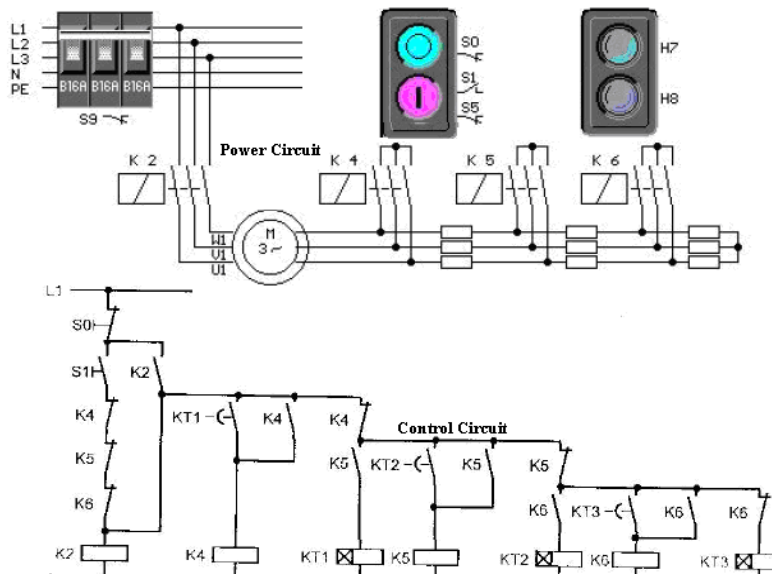 L1
L2
L3
N
PE
B16A B16A B16A
S9
S0
S1
S5
H7
H8
Power Circuit
K 2
K 4
K 5
K 6
M
3~
W1
V1
U1
L1
S0
S1 K2
K4 KT1 K4 K4 Control Circuit
K5 K5 KT2 K5 K5
K6 K6 KT3 K6 K6
K2 K4 KT1 K5 KT2 K6 KT3